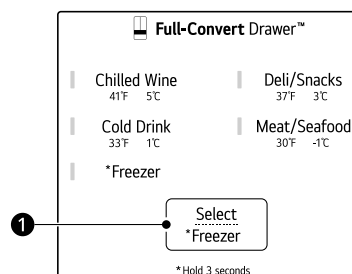 Full-Convert Drawer™
Chilled Wine
41°F 5°C
Deli/Snacks
37°F 3°C
Cold Drink
33°F 1°C
Meat/Seafood
30°F -1°C
*Freezer
1
Select
*Freezer
*Hold 3 seconds